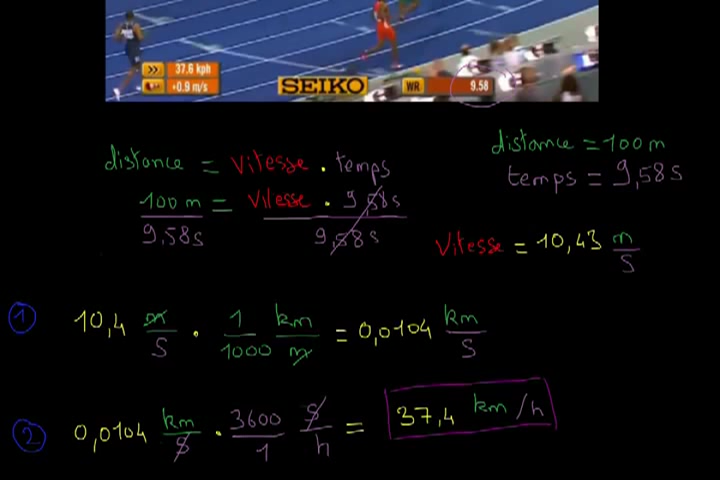 37.6 kph
+0.9 m/s
SEIKO
WR 9.58
distance = vitesse . temps
100 m / 9,58 s = vitesse . 9,58 s / 9,58 s
distance = 100 m
temps = 9,58 s
vitesse = 10,43 m/s
1 10,4 m/s . 1/1000 km/m = 0,0104 km/s
2 0,0104 km/s . 3600/1 s/h = 37,4 km/h